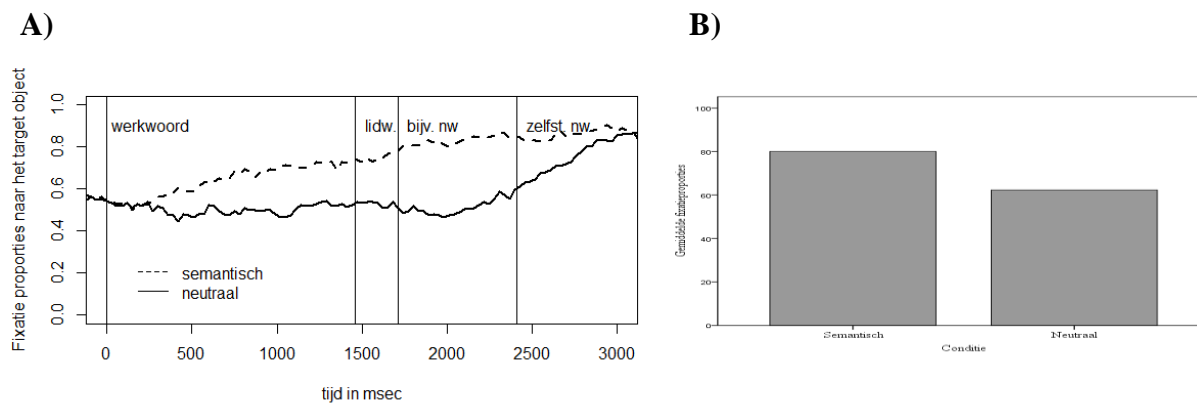 A)
Fixatie proporties naar het target object
1.0
0.8
0.6
0.4
0.2
0.0
werkwoord
lidw.
bijv. nw
zelfst. nw.
semantisch
neutraal
0
500
1000
1500
2000
2500
3000
tijd in msec
B)
Gemiddelde fixatieproporties
100
80
60
40
20
0
Semantisch
Neutraal
Conditie